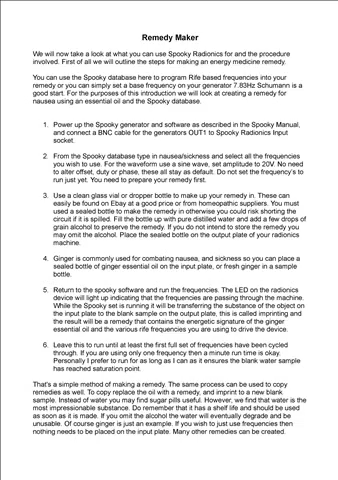 Remedy Maker
We will now take a look at what you can use Spooky Radionics for and the procedure
involved. First of all we will outline the steps for making an energy medicine remedy.
You can use the Spooky database here to program Rife based frequencies into your
remedy or you can simply set a base frequency on your generator 7.83Hz Schumann is a
good start. For the purposes of this introduction we will look at creating a remedy for
nausea using an essential oil and the Spooky database.
1. Power up the Spooky generator and software as described in the Spooky Manual,
and connect a BNC cable for the generators OUT1 to Spooky Radionics Input
socket.
2. From the Spooky database type in nausea/sickness and select all the frequencies
you wish to use. For the waveform use a sine wave, set amplitude to 20V. No need
to alter offset, duty or phase, these all stay as default. Do not set the frequency's to
run just yet. You need to prepare your remedy first.
3. Use a clean glass vial or dropper bottle to make up your remedy in. These can
easily be found on Ebay at a good price or from homeopathic suppliers. You must
used a sealed bottle to make the remedy in otherwise you could risk shorting the
circuit if it is spilled. Fill the bottle up with pure distilled water and add a few drops of
grain alcohol to preserve the remedy. If you do not intend to store the remedy you
may omit the alcohol. Place the sealed bottle on the output plate of your radionics
machine.
4. Ginger is commonly used for combating nausea, and sickness so you can place a
sealed bottle of ginger essential oil on the input plate, or fresh ginger in a sample
bottle.
5. Return to the spooky software and run the frequencies. The LED on the radionics
device will light up indicating that the frequencies are passing through the machine.
While the Spooky set is running it will be transferring the substance of the object on
the input plate to the blank sample on the output plate, this is called imprinting and
the result will be a remedy that contains the energetic signature of the ginger
essential oil and the various rife frequencies you are using to drive the device.
6. Leave this to run until at least the first full set of frequencies have been cycled
through. If you are using only one frequency then a minute run time is okay.
Personally I prefer to run for as long as I can as it ensures the blank water sample
has reached saturation point.
That's a simple method of making a remedy. The same process can be used to copy
remedies as well. To copy replace the oil with a remedy, and imprint to a new blank
sample. Instead of water you may find sugar pills useful. However, we find that water is the
most impressionable substance. Do remember that it has a shelf life and should be used
as soon as it is made. If you omit the alcohol the water will eventually degrade and be
unusable. Of course ginger is just an example. If you wish to just use frequencies then
nothing needs to be placed on the input plate. Many other remedies can be created.